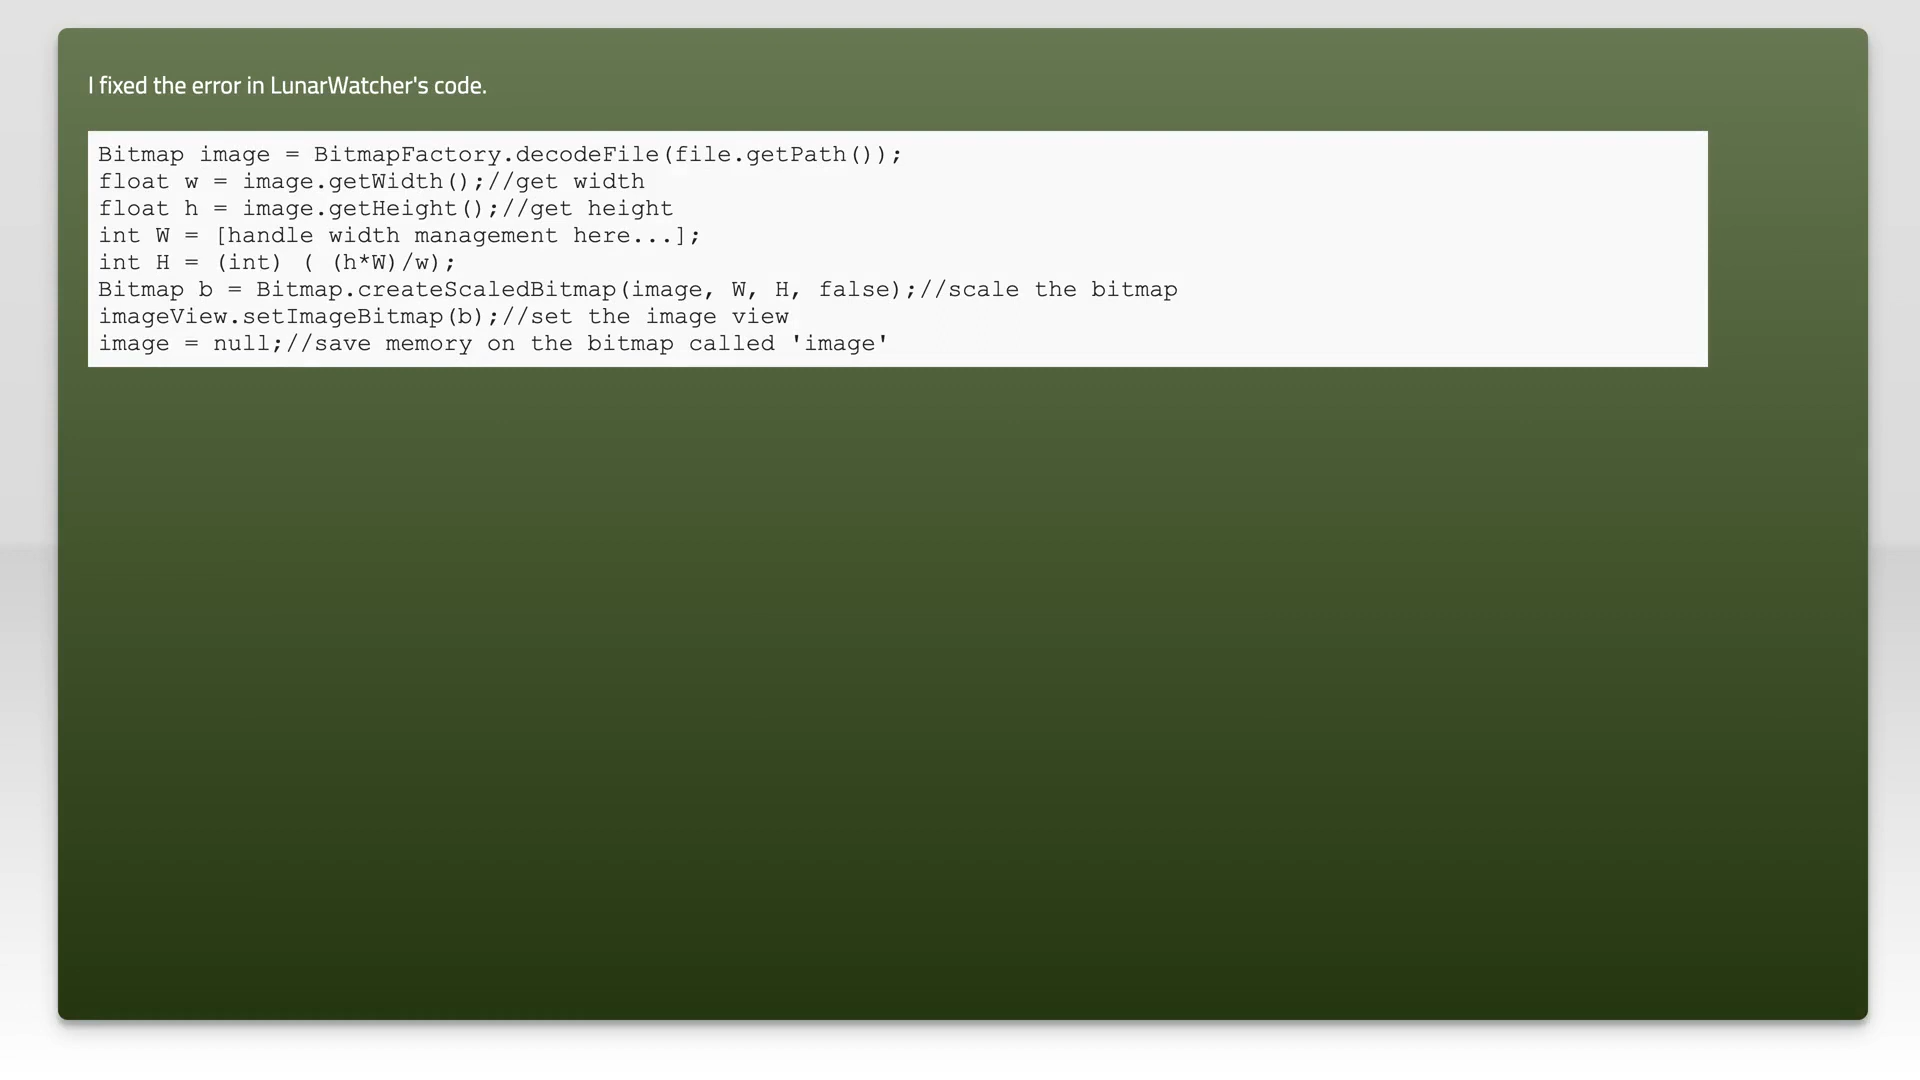 I fixed the error in LunarWatcher's code.
Bitmap image = BitmapFactory.decodeFile(file.getPath());
float w = image.getWidth();//get width
float h = image.getHeight();//get height
int W = [handle width management here...];
int H = (int) ( (h*W)/w);
Bitmap b = Bitmap.createScaledBitmap(image, W, H, false);//scale the bitmap
imageView.setImageBitmap(b);//set the image view
image = null;//save memory on the bitmap called 'image'